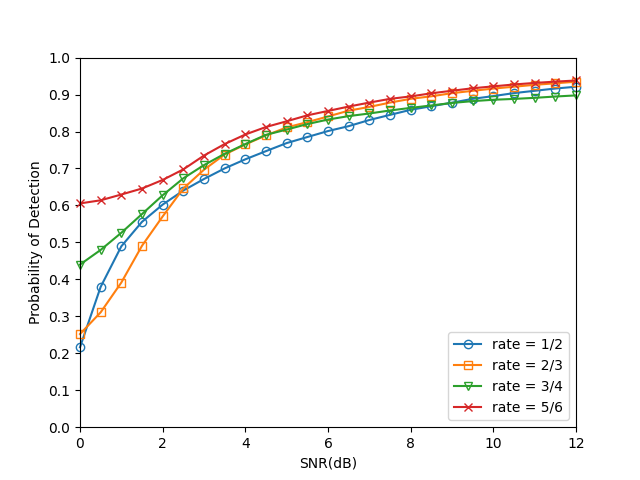 1.0
0.9
0.8
0.7
0.6
0.5
0.4
0.3
0.2
0.1
0.0
Probability of Detection
rate = 1/2
rate = 2/3
rate = 3/4
rate = 5/6
0 2 4 6 8 10 12
SNR(dB)